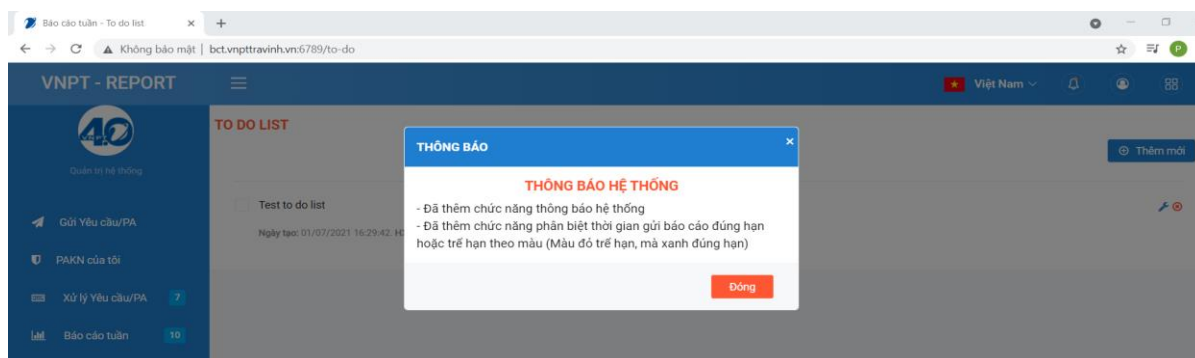 Báo cáo tuần - To do list
Không bảo mật | bct.vnpttravinh.vn:6789/to-do
P
VNPT - REPORT
Việt Nam
4.0
VNPT
Quản trị hệ thống
TO DO LIST
Thêm mới
THÔNG BÁO
THÔNG BÁO HỆ THỐNG
- Đã thêm chức năng thông báo hệ thống
- Đã thêm chức năng phân biệt thời gian gửi báo cáo đúng hạn
hoặc trể hạn theo màu (Màu đỏ trể hạn, mà xanh đúng hạn)
Đóng
Test to do list
Ngày tạo: 01/07/2021 16:29:42.
Gửi Yêu cầu/PA
PAKN của tôi
Xử lý Yêu cầu/PA 7
Báo cáo tuần 10